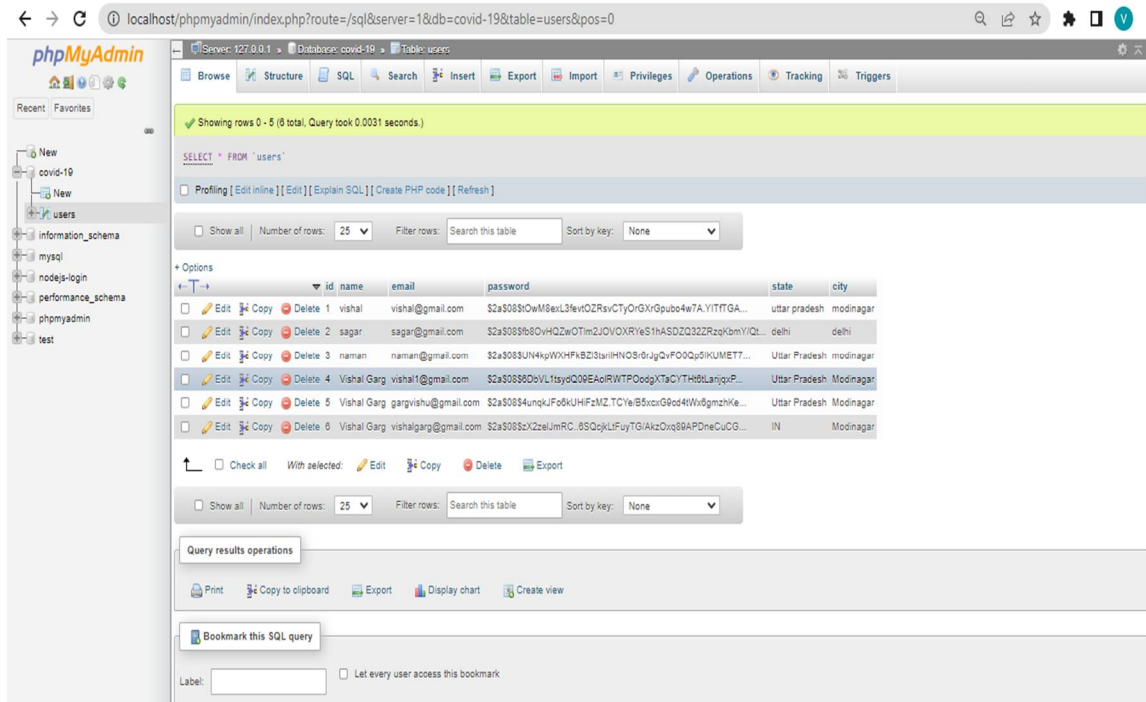 localhost/phpmyadmin/index.php?route=/sql&server=1&db=covid-19&table=users&pos=0
V
phpMyAdmin
Recent Favorites
New
covid-19
New
users
information_schema
mysql
nodejs-login
performance_schema
phpmyadmin
test
Server: 127.0.0.1 » Database: covid-19 » Table: users
Browse Structure SQL Search Insert Export Import Privileges Operations Tracking Triggers
Showing rows 0 - 5 (6 total, Query took 0.0031 seconds.)
SELECT * FROM `users`
Profiling [ Edit inline ] [ Edit ] [ Explain SQL ] [ Create PHP code ] [ Refresh ]
Show all | Number of rows: 25 Filter rows: Search this table Sort by key: None
+ Options
←T→ id name email password state city
Edit Copy Delete 1 vishal vishal@gmail.com uttar pradesh modinagar
Edit Copy Delete 2 sagar sagar@gmail.com delhi delhi
Edit Copy Delete 3 naman naman@gmail.com Uttar Pradesh modinagar
Edit Copy Delete 4 Vishal Garg vishal1@gmail.com Uttar Pradesh Modinagar
Edit Copy Delete 5 Vishal Garg gargvishu@gmail.com Uttar Pradesh Modinagar
Edit Copy Delete 6 Vishal Garg vishalgarg@gmail.com IN Modinagar
Check all With selected: Edit Copy Delete Export
Show all | Number of rows: 25 Filter rows: Search this table Sort by key: None
Query results operations
Print Copy to clipboard Export Display chart Create view
Bookmark this SQL query
Label: Let every user access this bookmark